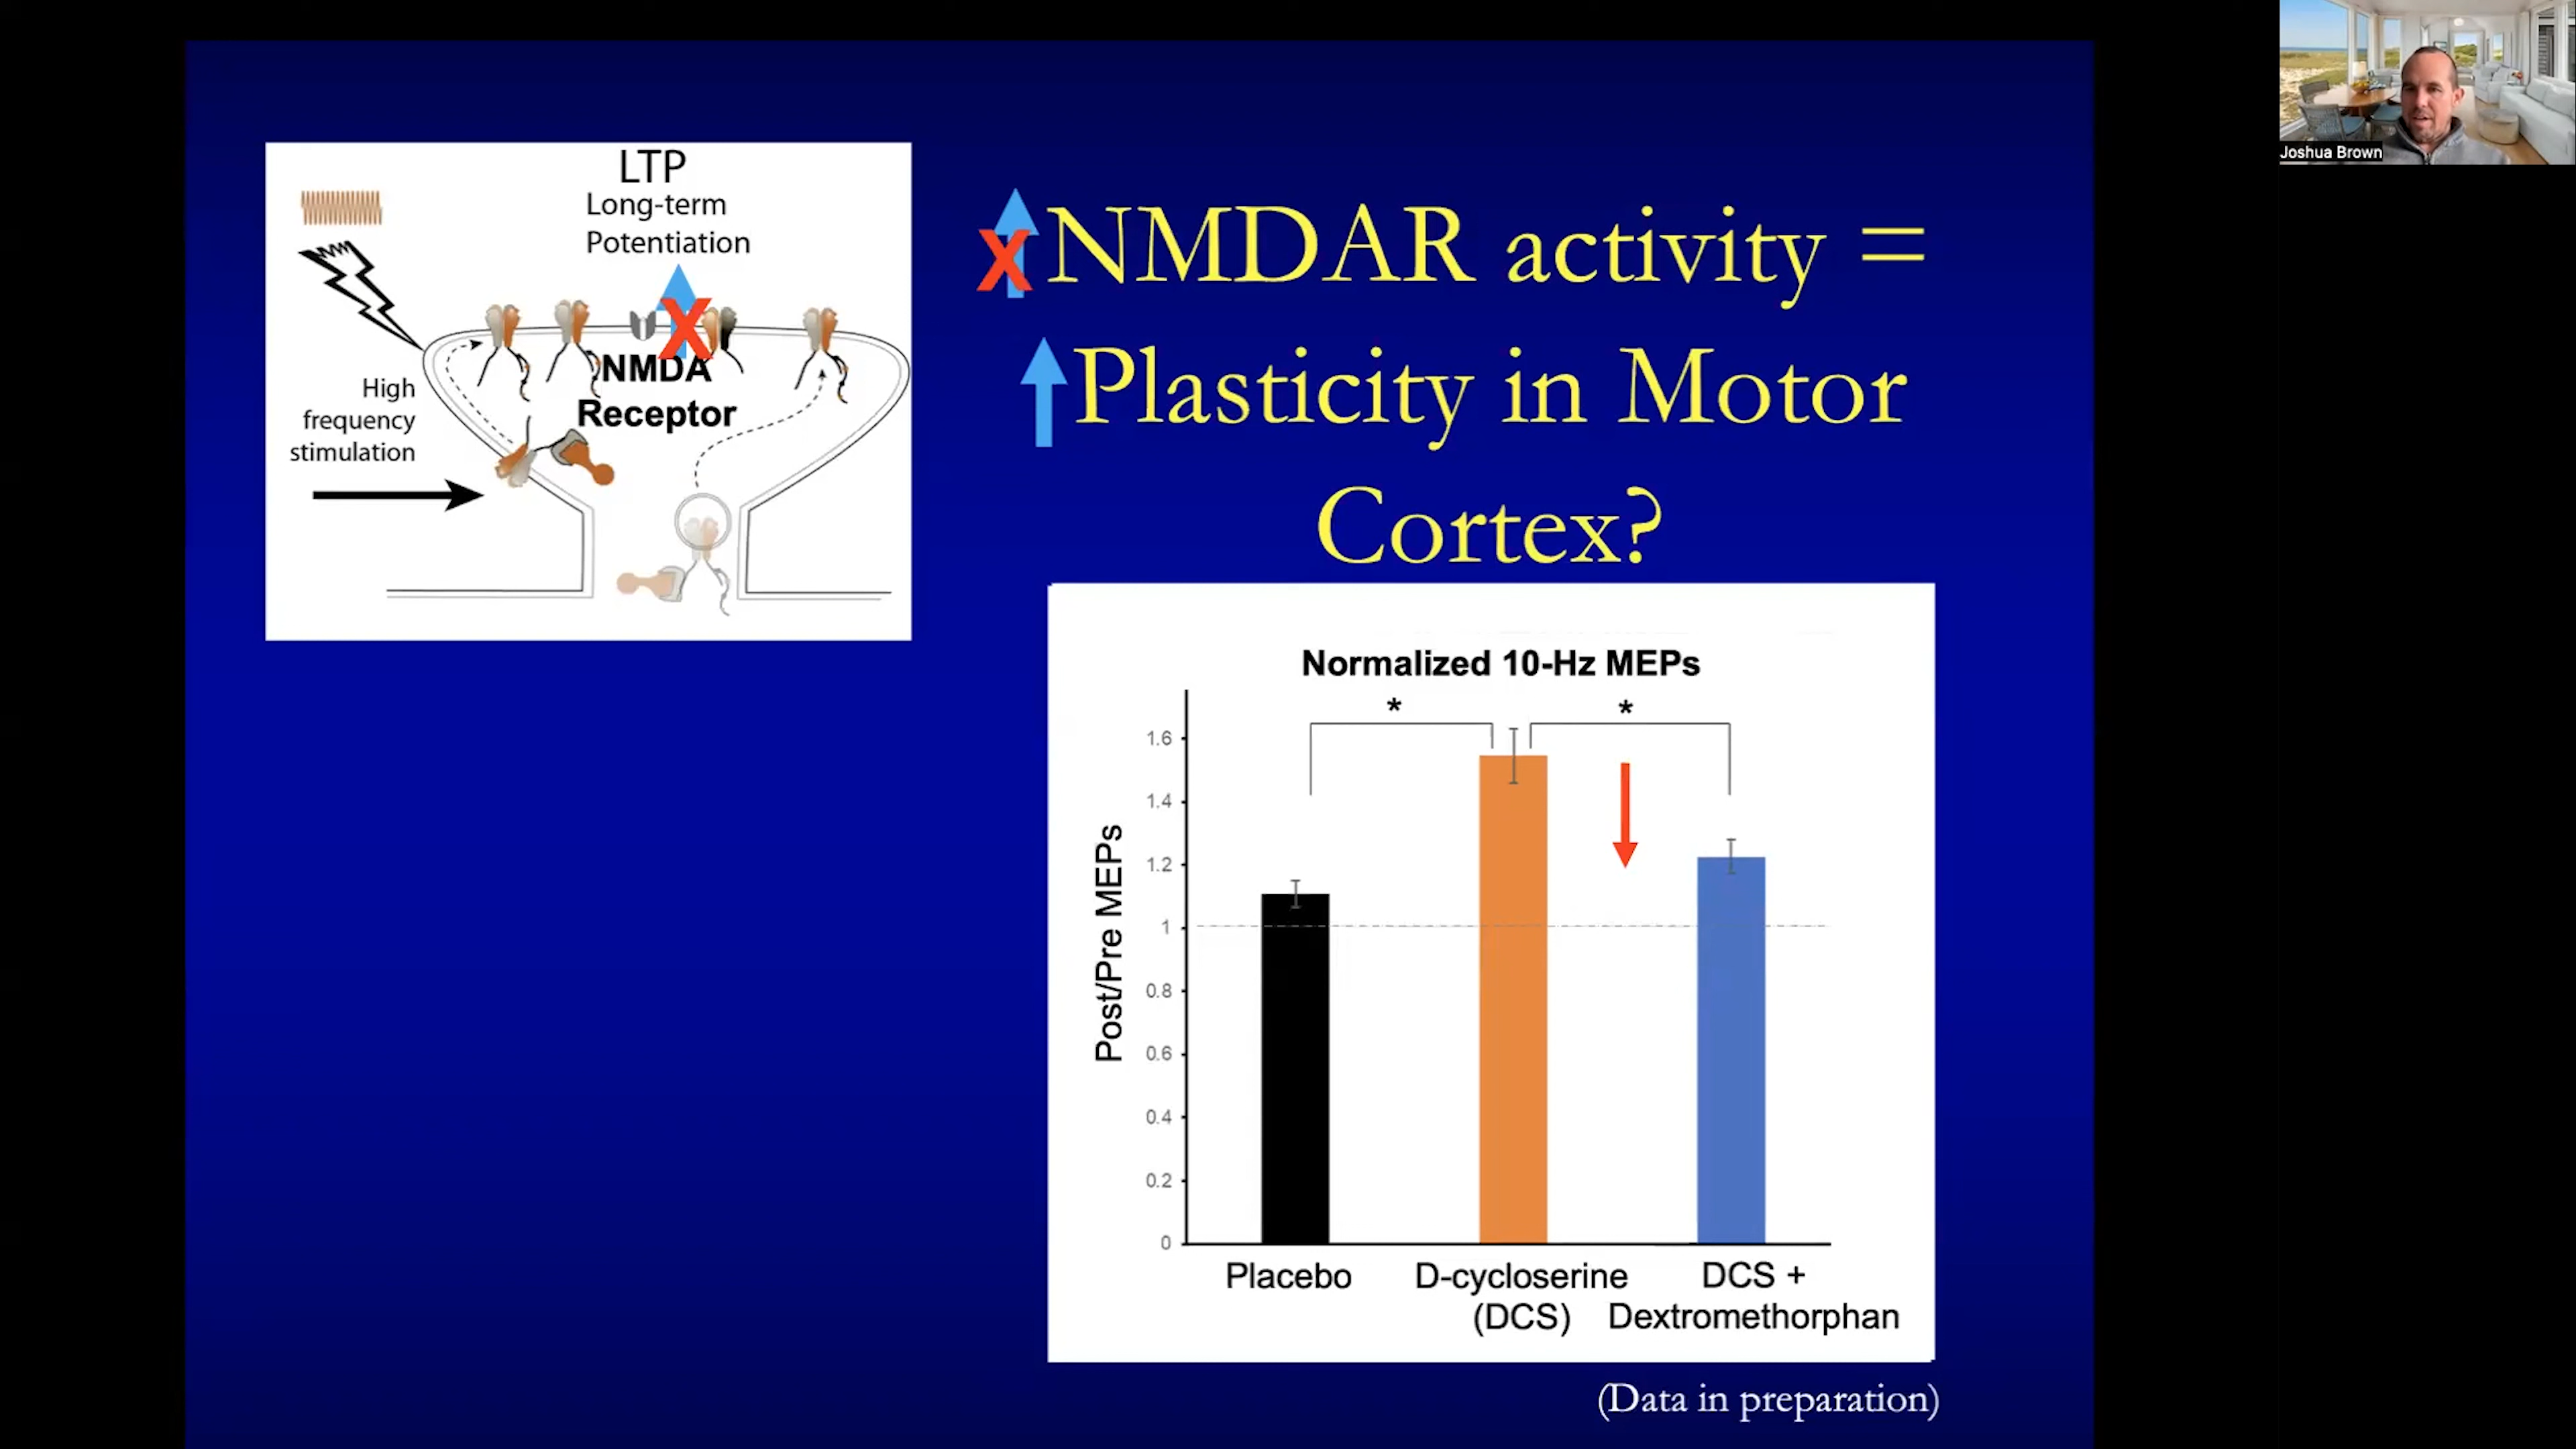 LTP
Long-term
Potentiation
NMDA
Receptor
High
frequency
stimulation
X
X
NMDAR activity =
Plasticity in Motor
Cortex?
Normalized 10-Hz MEPs
*
*
Post/Pre MEPs
1.6
1.4
1.2
1
0.8
0.6
0.4
0.2
0
Placebo
D-cycloserine
(DCS)
DCS +
Dextromethorphan
(Data in preparation)
Joshua Brown